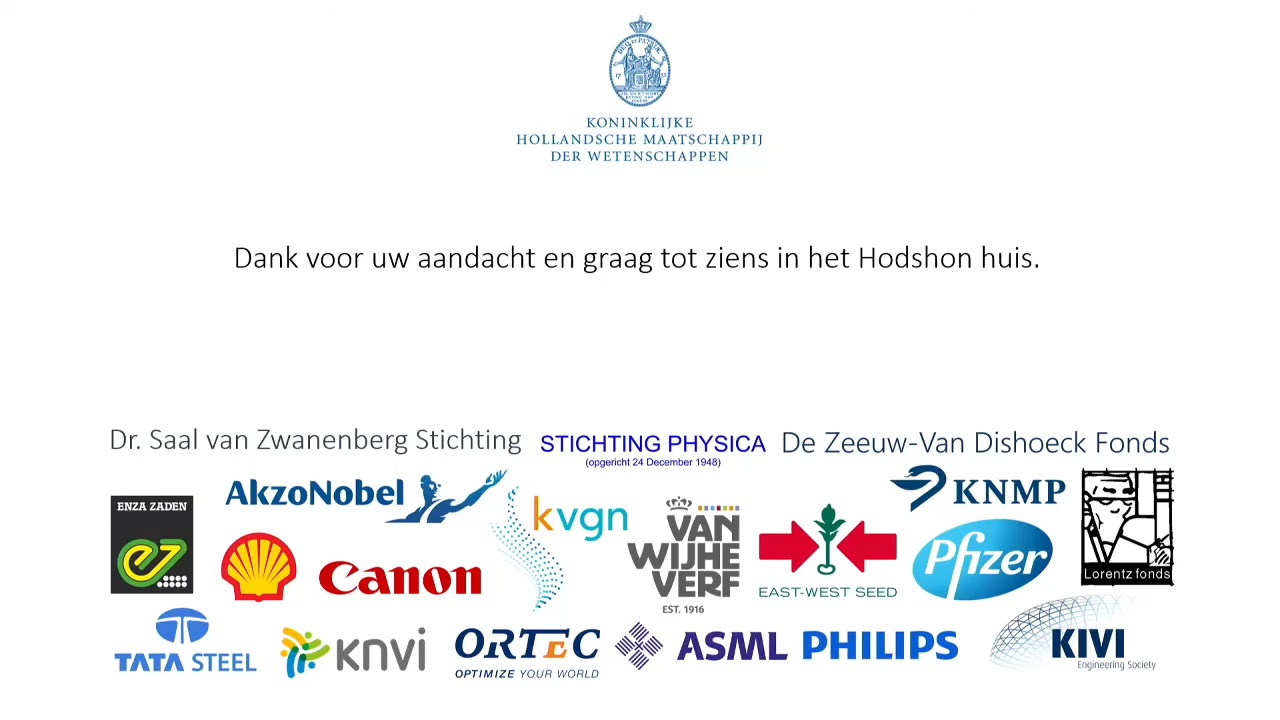 KONINKLIJKE
HOLLANDSCHE MAATSCHAPPIJ
DER WETENSCHAPPEN
Dank voor uw aandacht en graag tot ziens in het Hodshon huis.
Dr. Saal van Zwanenberg Stichting
STICHTING PHYSICA
(opgericht 24 December 1948)
De Zeeuw-Van Dishoeck Fonds
ENZA ZADEN
AkzoNobel
kvgn
KNMP
Canon
VAN
WIJHE
VERF
EST. 1916
EAST-WEST SEED
Pfizer
Lorentz fonds
TATA STEEL
knvi
ORTEC
OPTIMIZE YOUR WORLD
ASML
PHILIPS
KIVI
Engineering Society